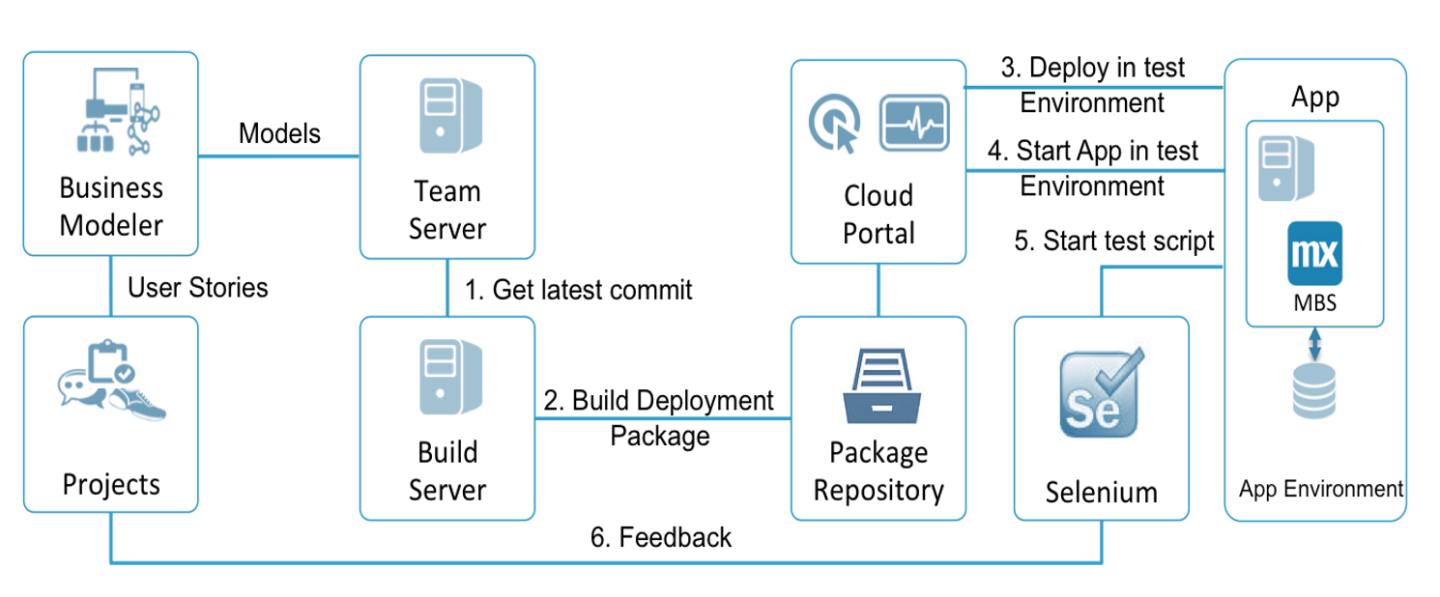 Business
Modeler
Models
Team
Server
User Stories
1. Get latest commit
Projects
Build
Server
2. Build Deployment
Package
Cloud
Portal
Package
Repository
3. Deploy in test
Environment
4. Start App in test
Environment
5. Start test script
Se
Selenium
App
mx
MBS
App Environment
6. Feedback